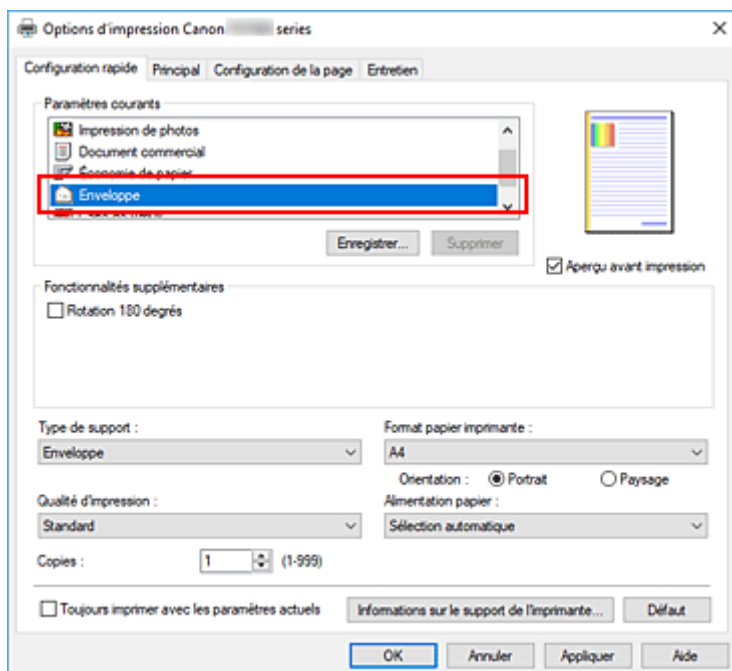 Options d'impression Canon series
Configuration rapide Principal Configuration de la page Entretien
Paramètres courants
Impression de photos
Document commercial
Économie de papier
Enveloppe
Enregistrer... Supprimer
Aperçu avant impression
Fonctionnalités supplémentaires
Rotation 180 degrés
Type de support :
Enveloppe
Format papier imprimante :
A4
Orientation : Portrait Paysage
Qualité d'impression :
Standard
Alimentation papier :
Sélection automatique
Copies : 1 (1-999)
Toujours imprimer avec les paramètres actuels
Informations sur le support de l'imprimante... Défaut
OK Annuler Appliquer Aide